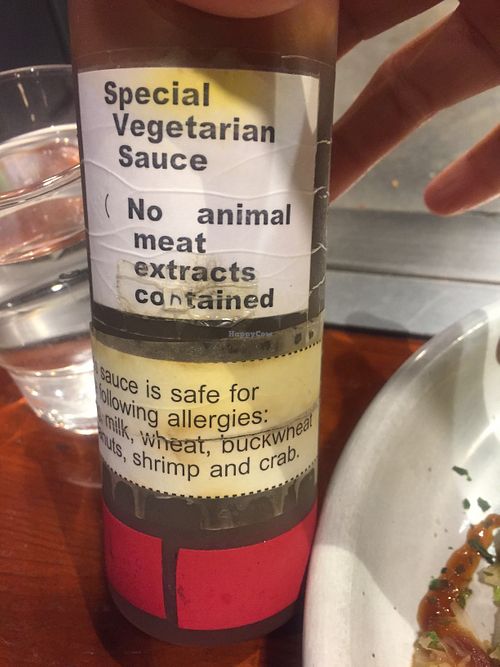 Special
Vegetarian
Sauce
( No animal
meat
extracts
contained
HappyCow
sauce is safe for
following allergies:
milk, wheat, buckwheat
nuts, shrimp and crab.